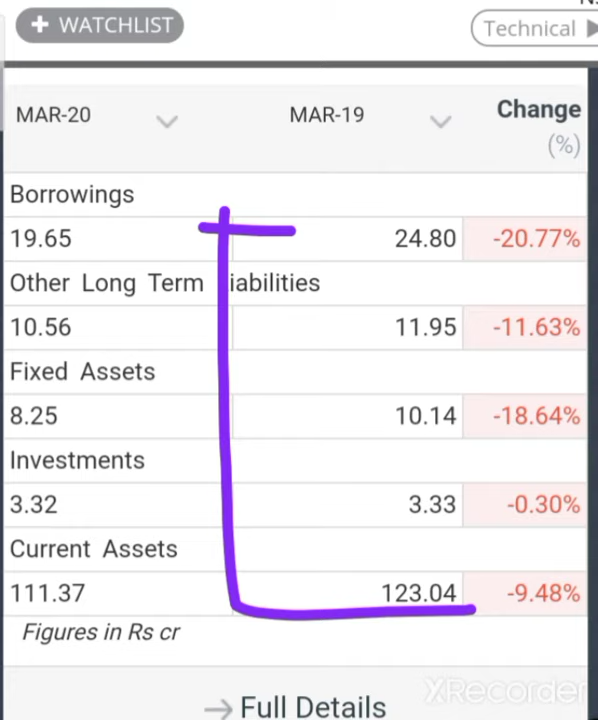 + WATCHLIST
Technical
MAR-20 MAR-19 Change
(%)
Borrowings
19.65 24.80 -20.77%
Other Long Term iabilities
10.56 11.95 -11.63%
Fixed Assets
8.25 10.14 -18.64%
Investments
3.32 3.33 -0.30%
Current Assets
111.37 123.04 -9.48%
Figures in Rs cr
XRecorder
→ Full Details